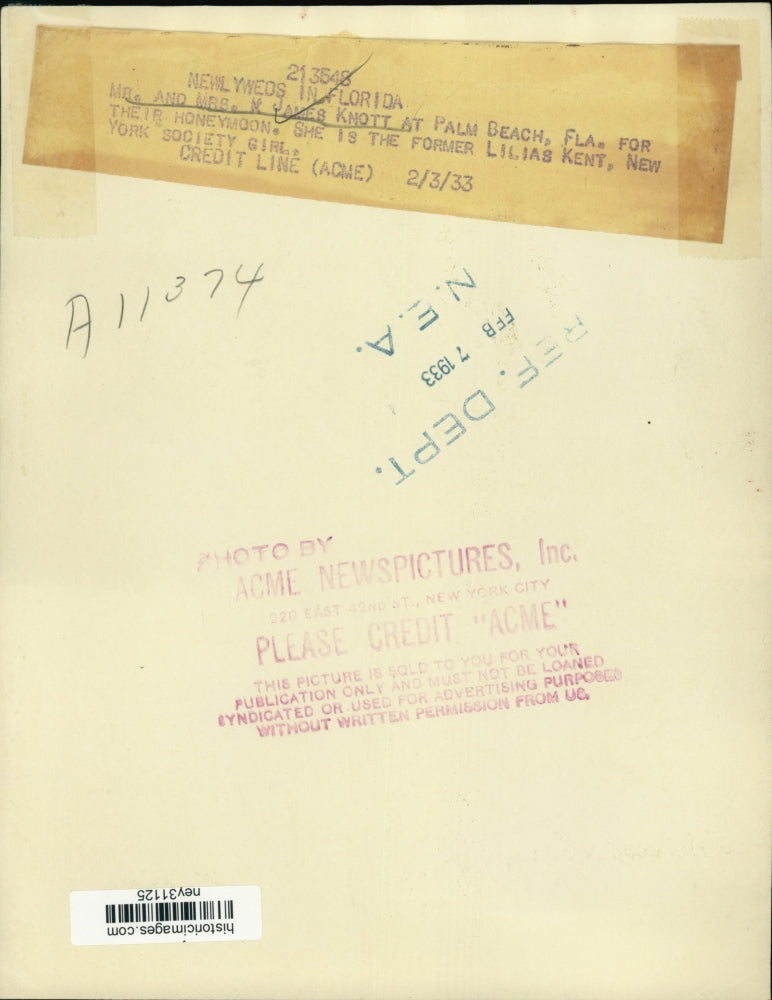 213548
NEWLYWEDS IN FLORIDA
MR. AND MRS. JAMES KNOTT AT PALM BEACH, FLA. FOR
THEIR HONEYMOON. SHE IS THE FORMER LILIAS KENT, NEW
YORK SOCIETY GIRL.
CREDIT LINE (ACME) 2/3/33
A11374
N.E.A.
FEB 7 1933
REF. DEPT.
PHOTO BY
ACME NEWSPICTURES, Inc.
220 EAST 42ND ST., NEW YORK CITY
PLEASE CREDIT "ACME"
THIS PICTURE IS SOLD TO YOU FOR YOUR
PUBLICATION ONLY AND MUST NOT BE LOANED
SYNDICATED OR USED FOR ADVERTISING PURPOSES
WITHOUT WRITTEN PERMISSION FROM US.
historicimages.com
nev31125